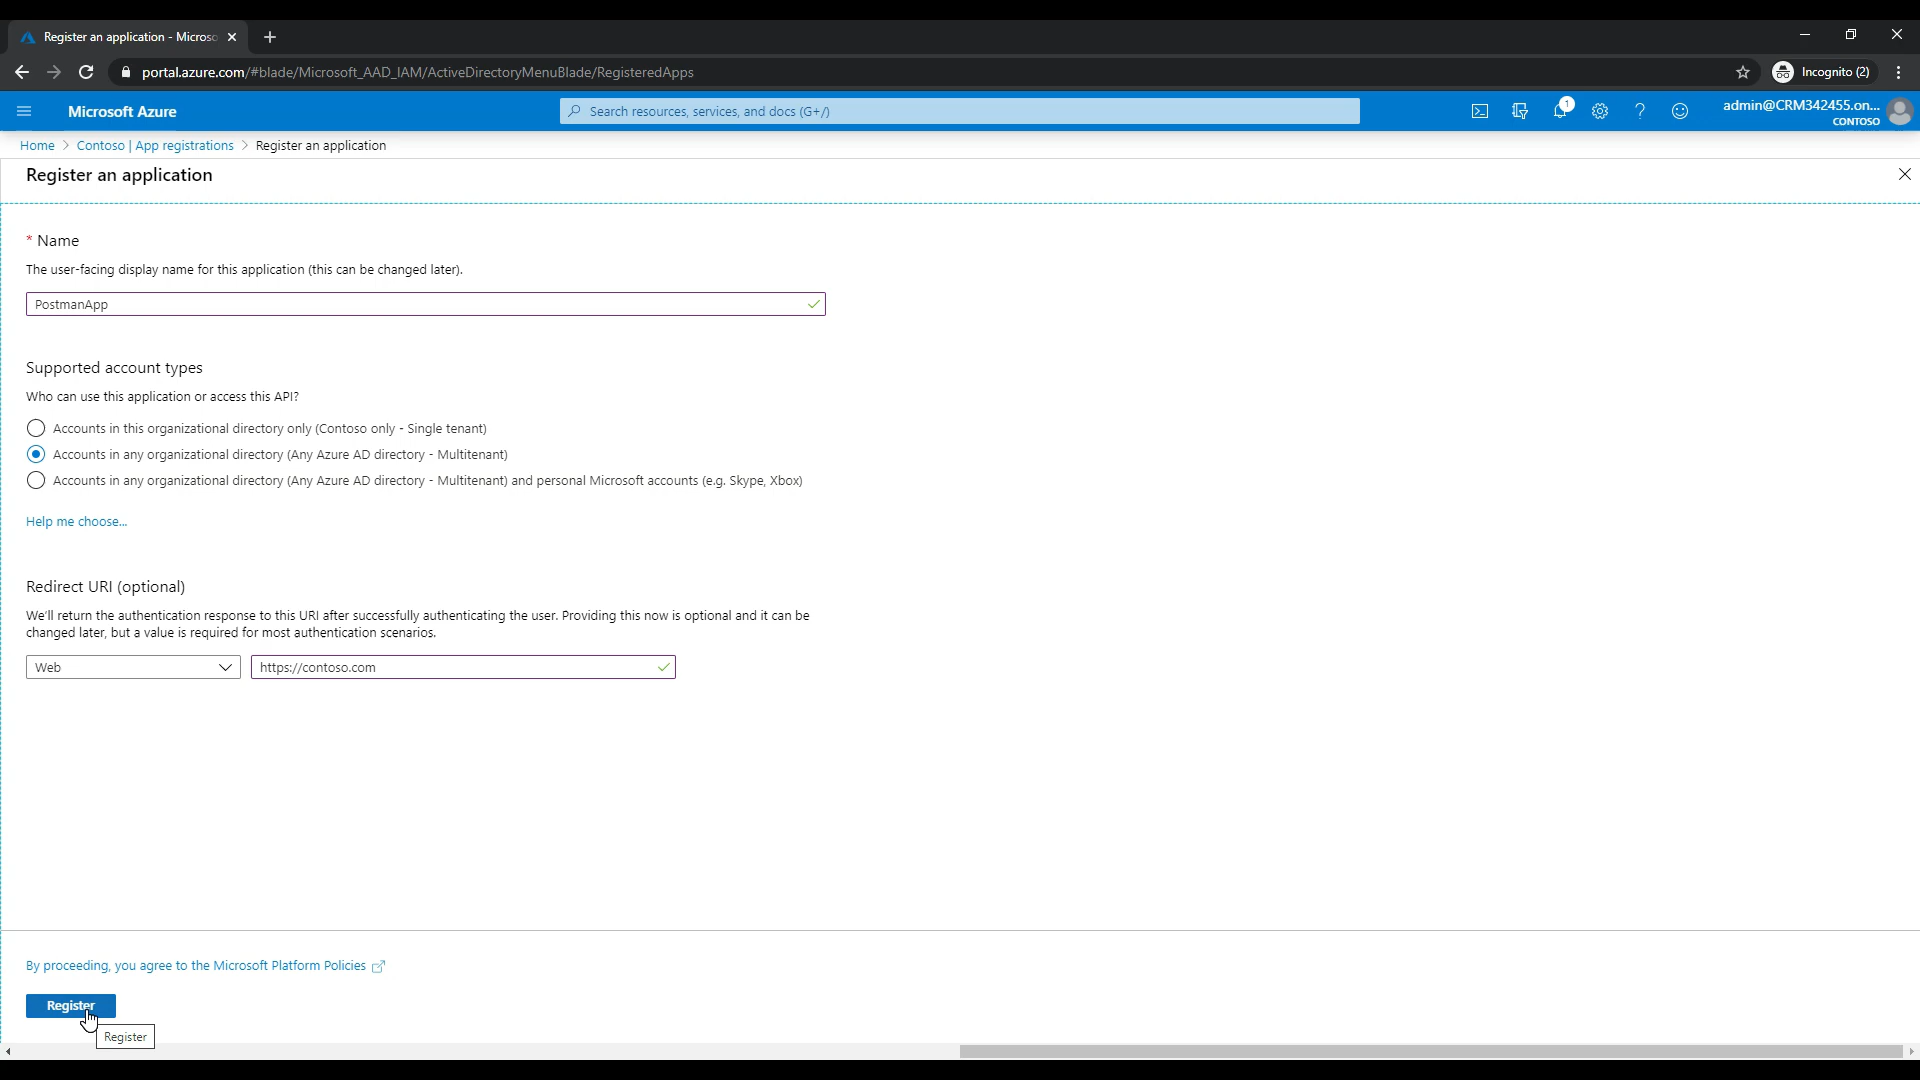 Register an application - Microso
portal.azure.com/#blade/Microsoft_AAD_IAM/ActiveDirectoryMenuBlade/RegisteredApps
Incognito (2)
Microsoft Azure
Search resources, services, and docs (G+/)
1
admin@CRM342455.on...
CONTOSO
Home > Contoso | App registrations > Register an application
Register an application
* Name
The user-facing display name for this application (this can be changed later).
PostmanApp
Supported account types
Who can use this application or access this API?
Accounts in this organizational directory only (Contoso only - Single tenant)
Accounts in any organizational directory (Any Azure AD directory - Multitenant)
Accounts in any organizational directory (Any Azure AD directory - Multitenant) and personal Microsoft accounts (e.g. Skype, Xbox)
Help me choose...
Redirect URI (optional)
We'll return the authentication response to this URI after successfully authenticating the user. Providing this now is optional and it can be
changed later, but a value is required for most authentication scenarios.
Web
https://contoso.com
By proceeding, you agree to the Microsoft Platform Policies
Register
Register